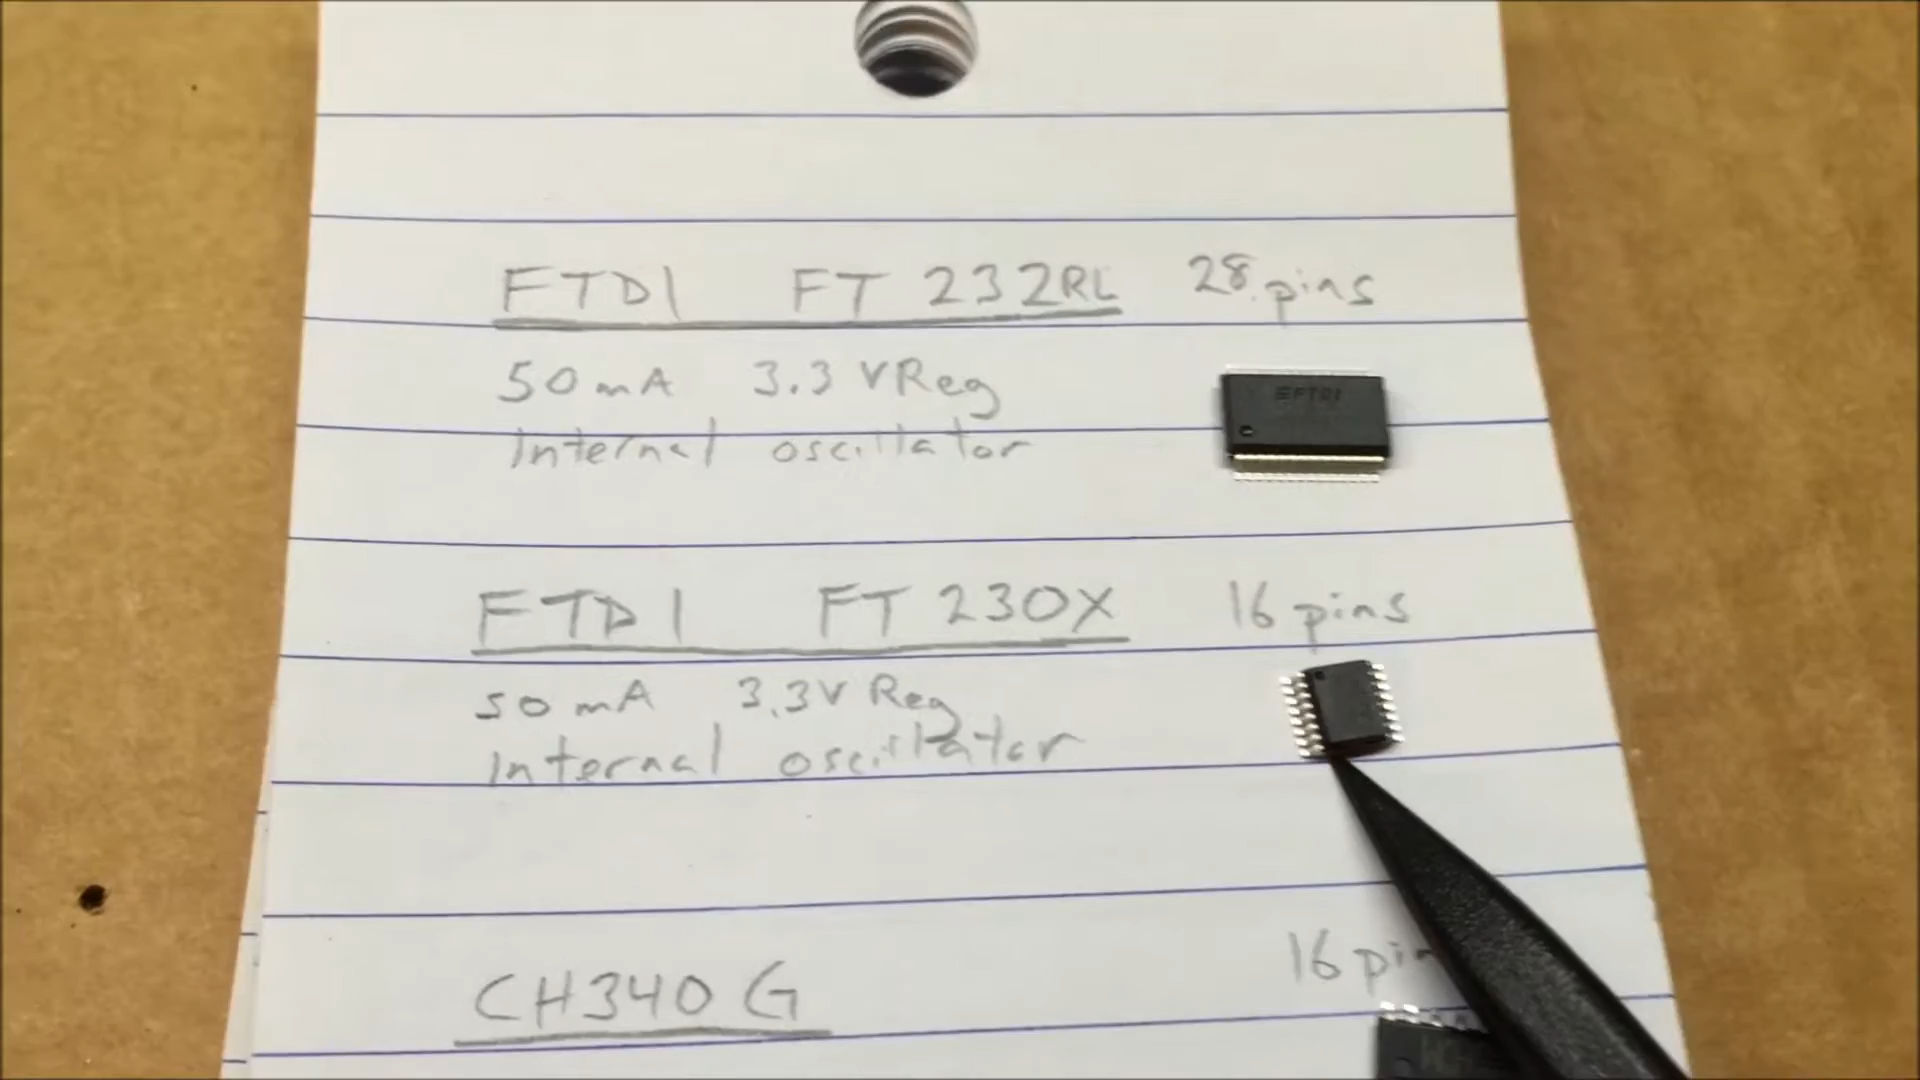 FTDI FT 232RL 28 pins
50mA 3.3 VReg
Internal oscillator
FTDI
FTDI FT 230X 16 pins
50mA 3.3V Reg
Internal oscillator
CH340G 16 pin